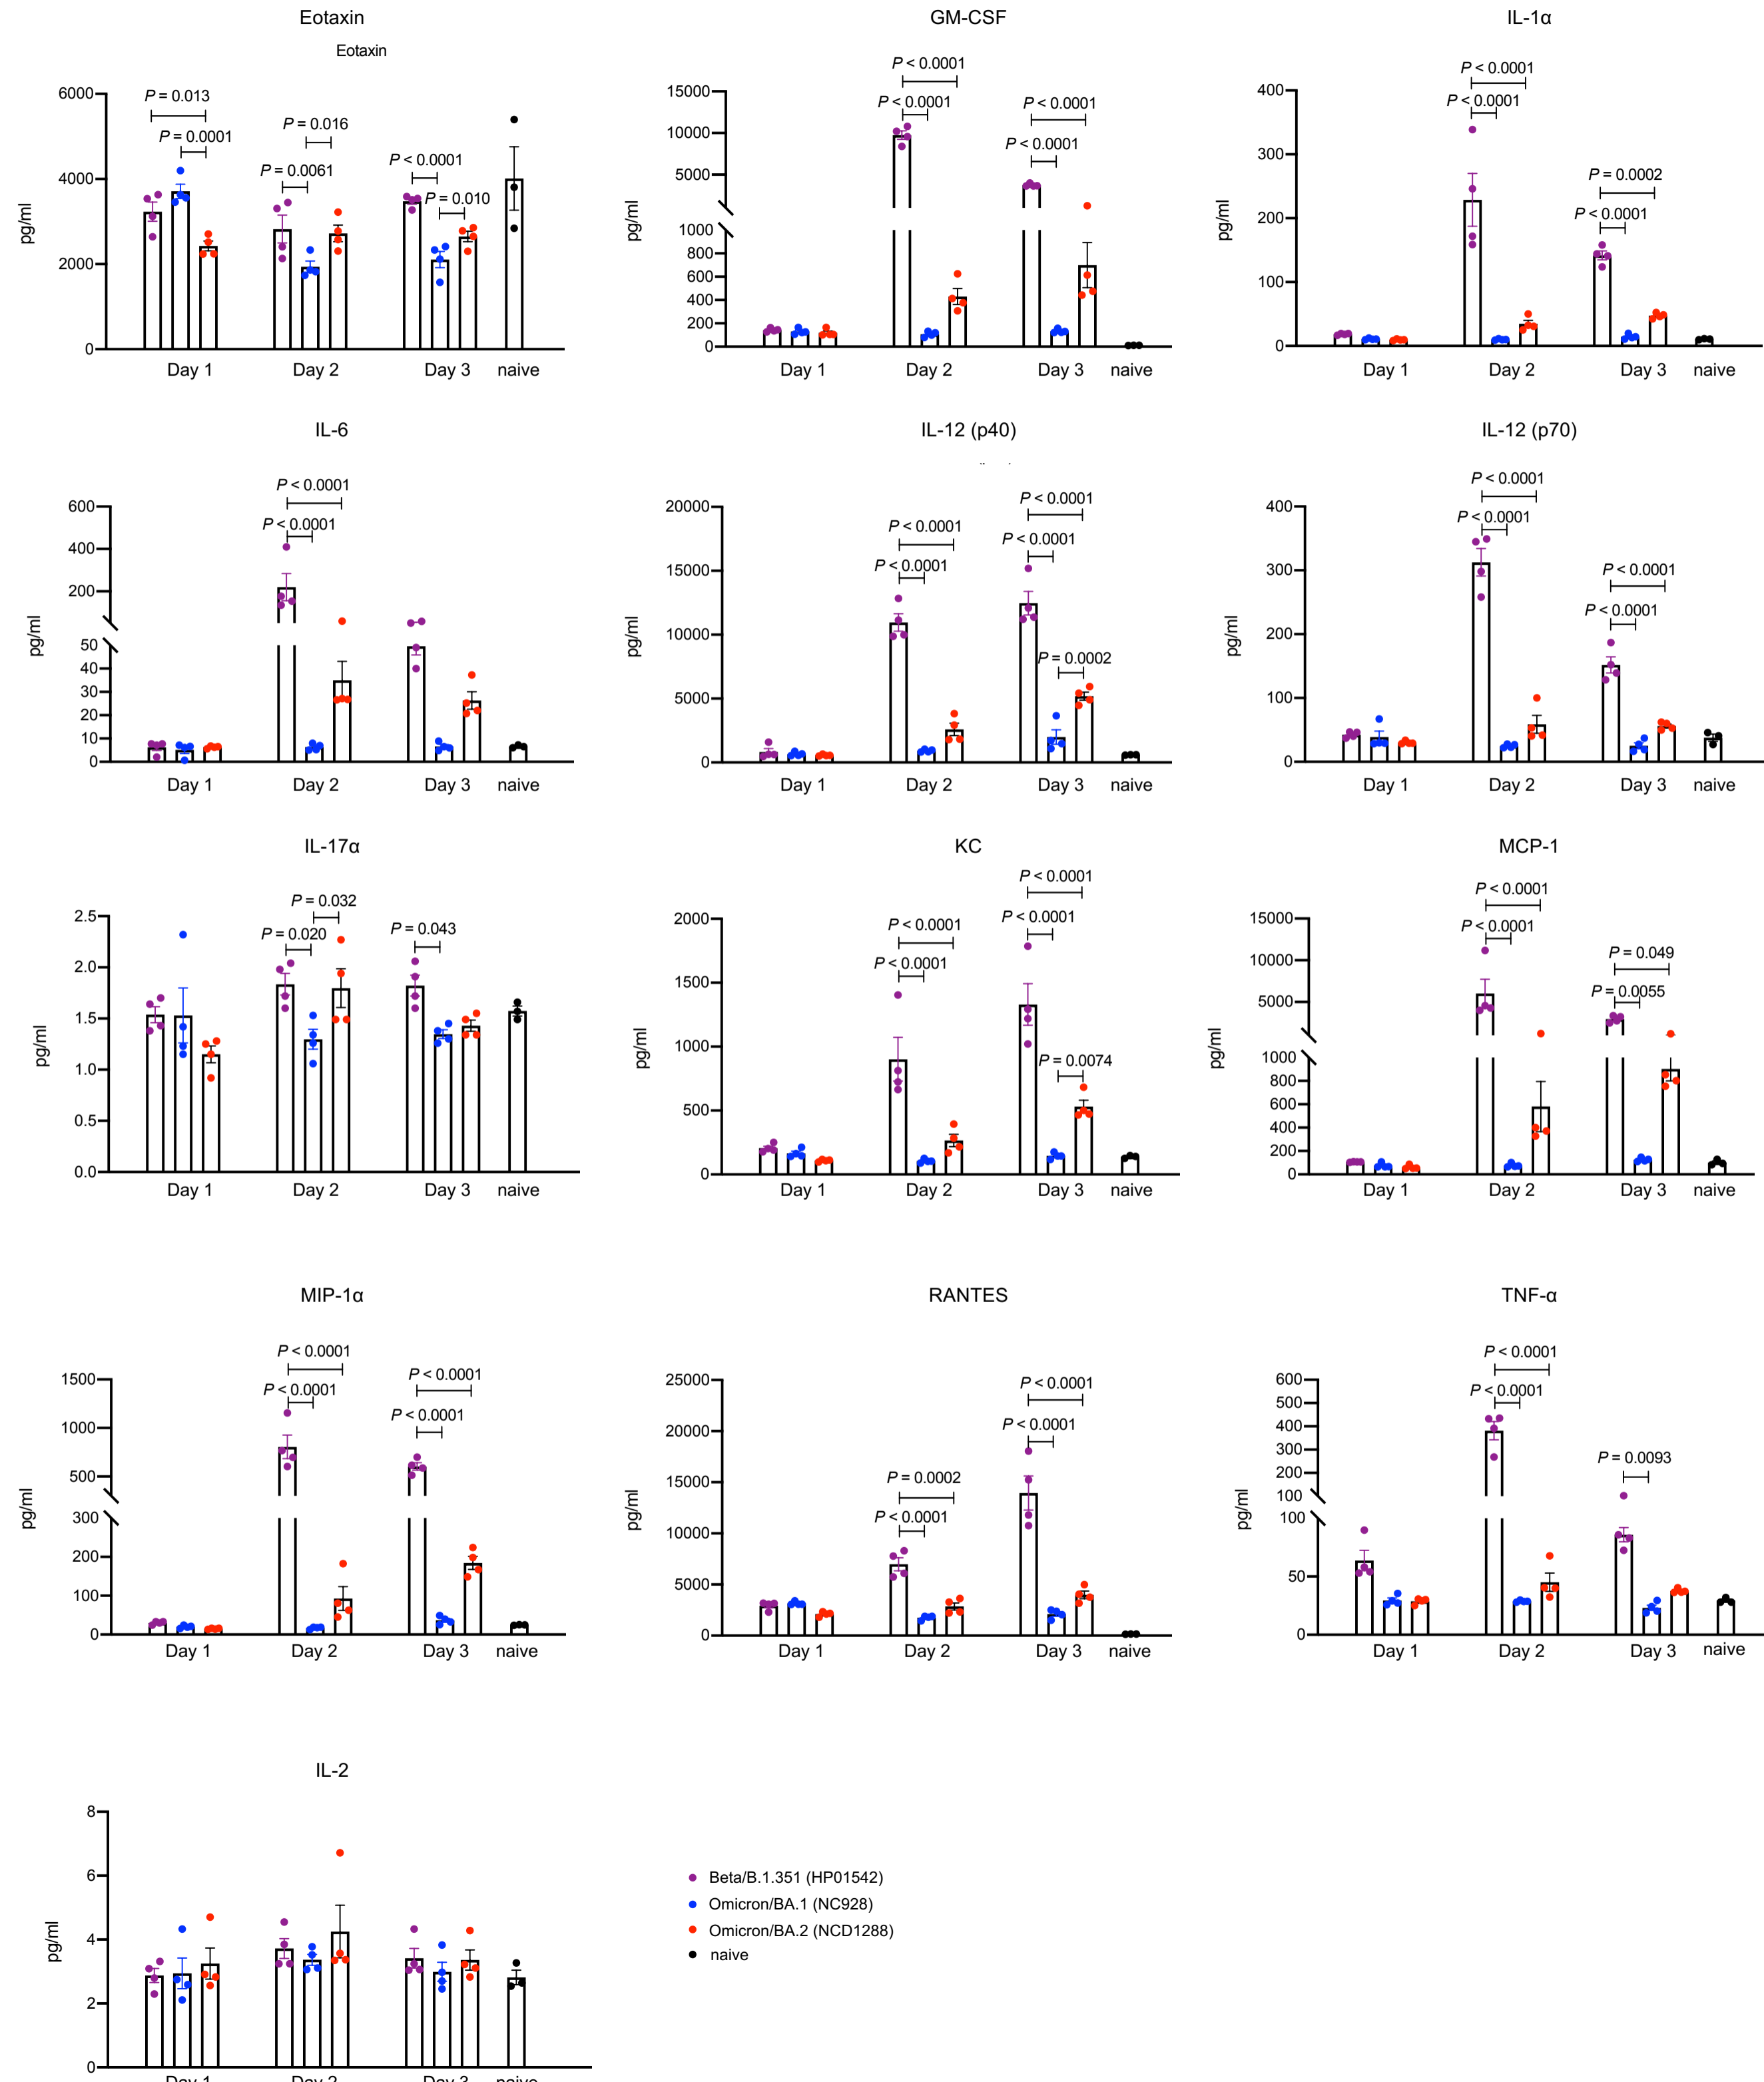 Eotaxin
GM-CSF
IL-1α
Eotaxin
pg/ml
6000
4000
2000
0
P = 0.013
P = 0.0001
P = 0.016
P = 0.0061
P < 0.0001
P = 0.010
Day 1
Day 2
Day 3
naive
pg/ml
15000
10000
5000
1000
800
600
400
200
0
P < 0.0001
P < 0.0001
P < 0.0001
P < 0.0001
Day 1
Day 2
Day 3
naive
pg/ml
400
300
200
100
0
P < 0.0001
P < 0.0001
P = 0.0002
P < 0.0001
Day 1
Day 2
Day 3
naive
IL-6
IL-12 (p40)
IL-12 (p70)
pg/ml
600
400
200
50
40
30
20
10
0
P < 0.0001
P < 0.0001
Day 1
Day 2
Day 3
naive
pg/ml
20000
15000
10000
5000
0
P < 0.0001
P < 0.0001
P < 0.0001
P < 0.0001
P = 0.0002
Day 1
Day 2
Day 3
naive
pg/ml
400
300
200
100
0
P < 0.0001
P < 0.0001
P < 0.0001
P < 0.0001
Day 1
Day 2
Day 3
naive
IL-17α
KC
MCP-1
pg/ml
2.5
2.0
1.5
1.0
0.5
0.0
P = 0.032
P = 0.020
P = 0.043
Day 1
Day 2
Day 3
naive
pg/ml
2000
1500
1000
500
0
P < 0.0001
P < 0.0001
P < 0.0001
P < 0.0001
P = 0.0074
Day 1
Day 2
Day 3
naive
pg/ml
15000
10000
5000
1000
800
600
400
200
0
P < 0.0001
P < 0.0001
P = 0.049
P = 0.0055
Day 1
Day 2
Day 3
naive
MIP-1α
RANTES
TNF-α
pg/ml
1500
1000
500
300
200
100
0
P < 0.0001
P < 0.0001
P < 0.0001
P < 0.0001
Day 1
Day 2
Day 3
naive
pg/ml
25000
20000
15000
10000
5000
0
P = 0.0002
P < 0.0001
P < 0.0001
P < 0.0001
Day 1
Day 2
Day 3
naive
pg/ml
600
500
400
300
200
100
100
50
0
P < 0.0001
P < 0.0001
P = 0.0093
Day 1
Day 2
Day 3
naive
IL-2
pg/ml
8
6
4
2
0
Day 1
Day 2
Day 3
naive
Beta/B.1.351 (HP01542)
Omicron/BA.1 (NC928)
Omicron/BA.2 (NCD1288)
naive